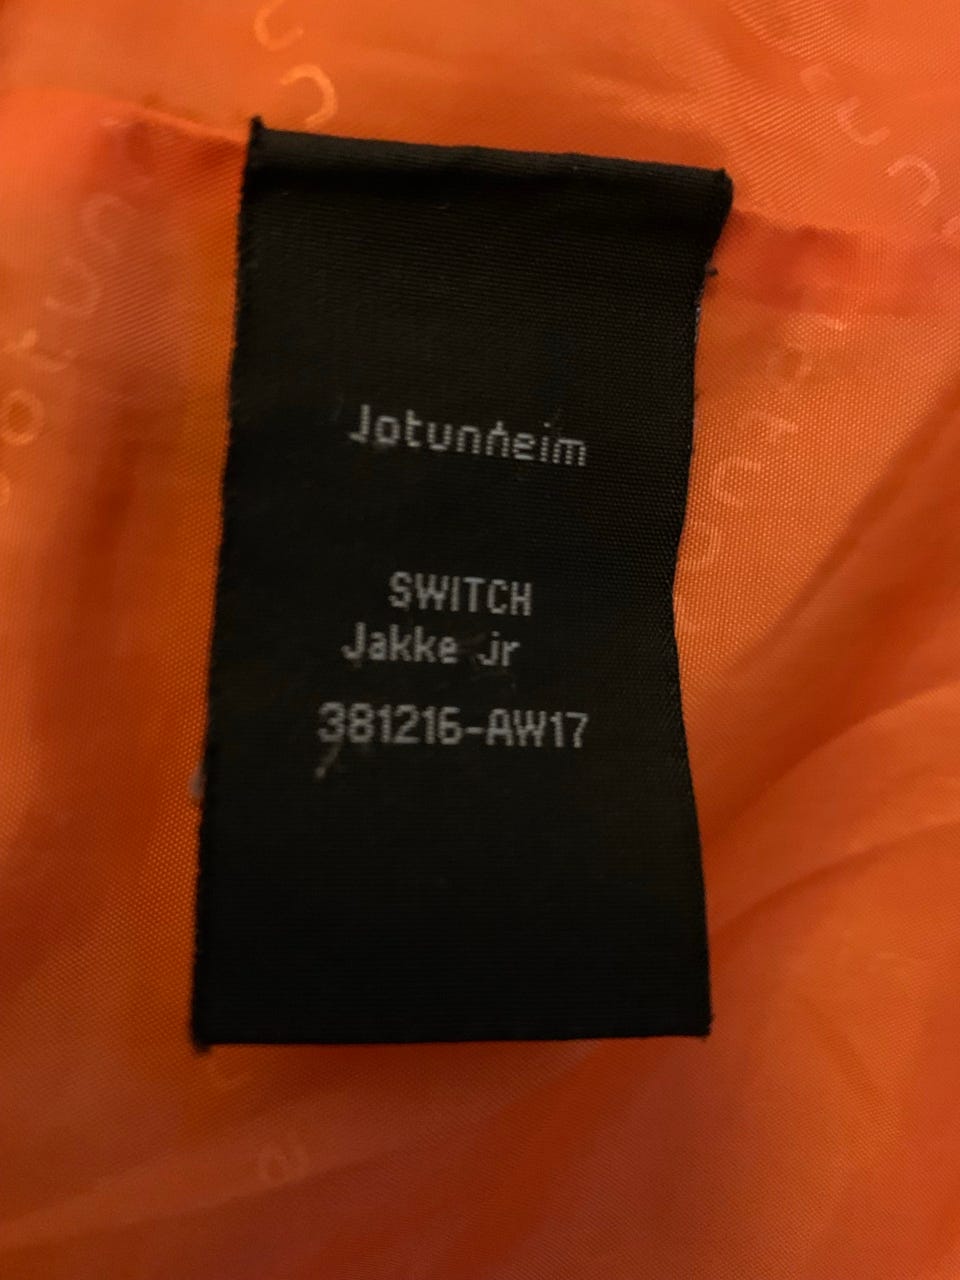 Jotunheim
SWITCH
Jakke jr
381216-AW17